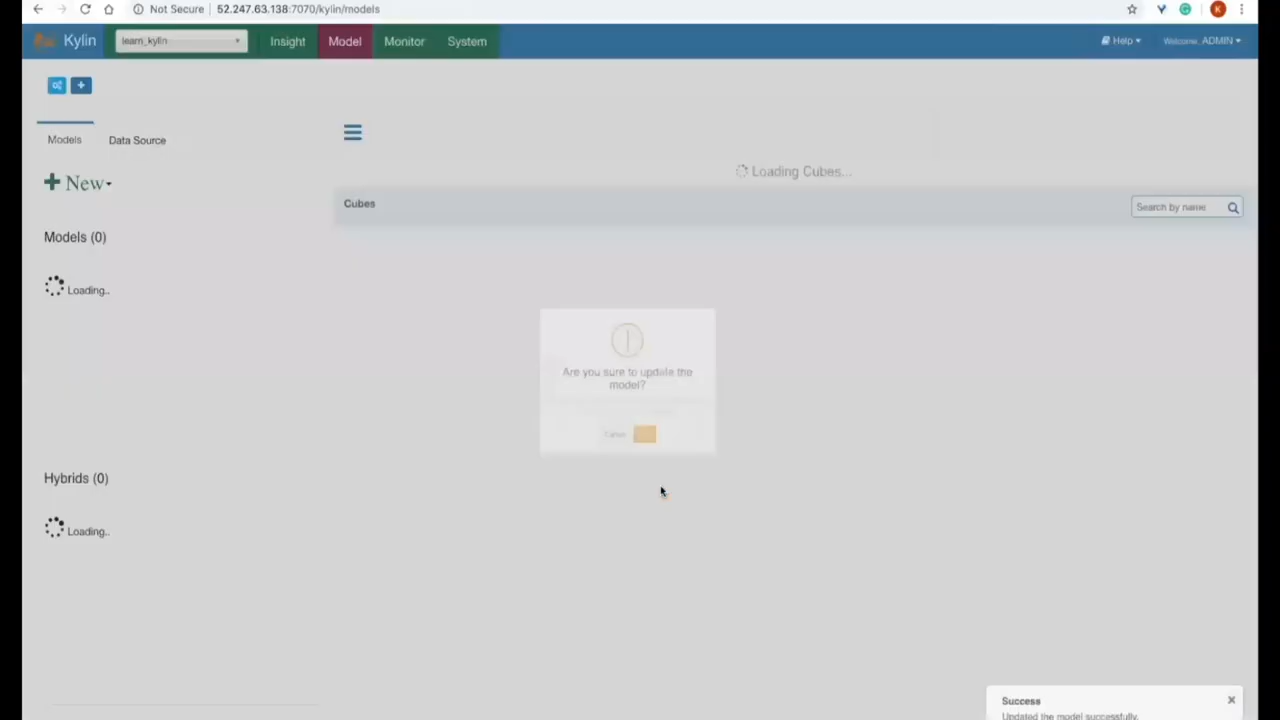 Not Secure | 52.247.63.138:7070/kylin/models
K
Kylin
learn_kylin
Insight
Model
Monitor
System
Help
Welcome, ADMIN
Models
Data Source
+ New
Loading Cubes...
Cubes
Search by name
Models (0)
Loading..
Are you sure to update the
model?
Cancel
Hybrids (0)
Loading..
Success
Updated the model successfully.